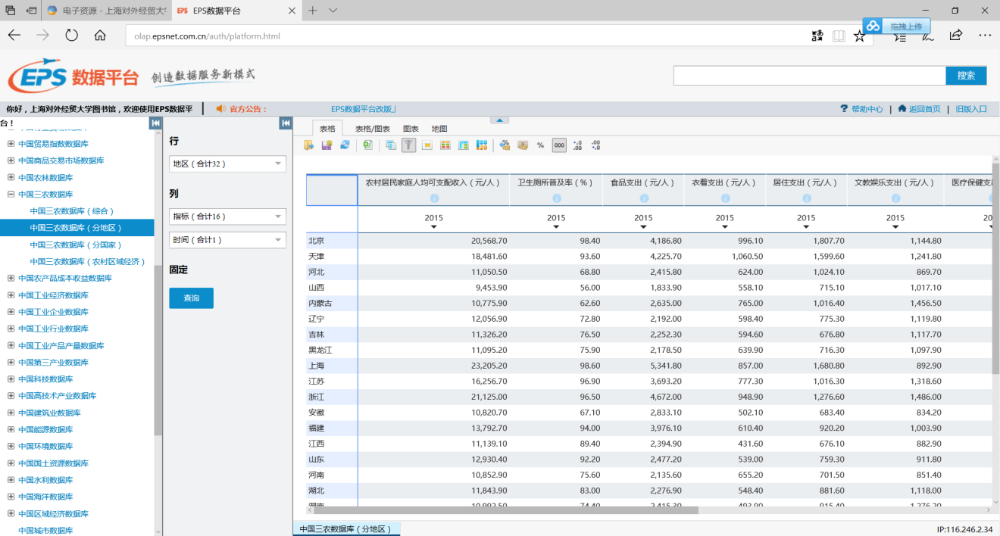 电子资源 - 上海对外经贸大学
EPS EPS数据平台
olap.epsnet.com.cn/auth/platform.html
拖拽上传
EPS 数据平台 创造数据服务新模式
搜索
你好，上海对外经贸大学图书馆，欢迎使用EPS数据平台！
官方公告：
EPS数据平台改版」
帮助中心 | 返回首页 | 旧版入口
中国贸易指数数据库
中国商品交易市场数据库
中国农林数据库
中国三农数据库
中国三农数据库（综合）
中国三农数据库（分地区）
中国三农数据库（分国家）
中国三农数据库（农村区域经济）
中国农产品成本收益数据库
中国工业经济数据库
中国工业企业数据库
中国工业行业数据库
中国工业产品产量数据库
中国第三产业数据库
中国科技数据库
中国高技术产业数据库
中国建筑业数据库
中国能源数据库
中国环境数据库
中国国土资源数据库
中国水利数据库
中国海洋数据库
中国区域经济数据库
中国城市数据库
行
地区（合计32）
列
指标（合计16）
时间（合计1）
固定
查询
表格 表格/图表 图表 地图
% 000 +.0 .00 .00 +.0
农村居民家庭人均可支配收入（元/人） 卫生厕所普及率（%） 食品支出（元/人） 衣着支出（元/人） 居住支出（元/人） 文教娱乐支出（元/人） 医疗保健支
2015 2015 2015 2015 2015 2015 20
北京 20,568.70 98.40 4,186.80 996.10 1,807.70 1,144.80
天津 18,481.60 93.60 4,225.70 1,060.50 1,599.60 1,241.80
河北 11,050.50 68.80 2,415.80 624.00 1,024.10 869.70
山西 9,453.90 56.00 1,833.90 558.10 715.10 1,017.10
内蒙古 10,775.90 62.60 2,635.00 765.00 1,016.40 1,456.50
辽宁 12,056.90 72.80 2,192.00 598.40 775.30 1,119.80
吉林 11,326.20 76.50 2,252.30 594.60 676.80 1,117.70
黑龙江 11,095.20 75.90 2,178.50 639.90 716.30 1,097.90
上海 23,205.20 98.60 5,341.80 857.00 1,680.80 892.90
江苏 16,256.70 96.90 3,693.20 777.30 1,016.30 1,318.60
浙江 21,125.00 96.50 4,672.00 948.90 1,276.60 1,486.00
安徽 10,820.70 67.10 2,833.10 502.10 683.40 834.20
福建 13,792.70 94.00 3,976.10 610.40 920.20 1,003.90
江西 11,139.10 89.40 2,394.90 431.60 676.10 882.90
山东 12,930.40 92.20 2,477.20 539.00 759.30 911.80
河南 10,852.90 75.60 2,135.60 655.20 701.50 851.40
湖北 11,843.90 83.00 2,276.90 548.40 881.60 1,118.00
湖南 10,992.50 74.40 2,415.30 493.90 915.40 1,276.20
中国三农数据库（分地区）
IP:116.246.2.34